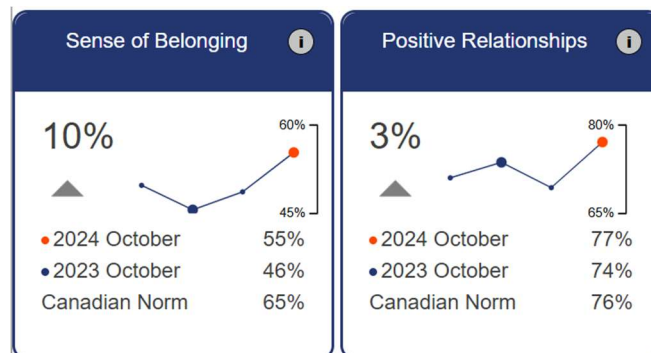 Sense of Belonging i
10%
60%
45%
2024 October 55%
2023 October 46%
Canadian Norm 65%
Positive Relationships i
3%
80%
65%
2024 October 77%
2023 October 74%
Canadian Norm 76%